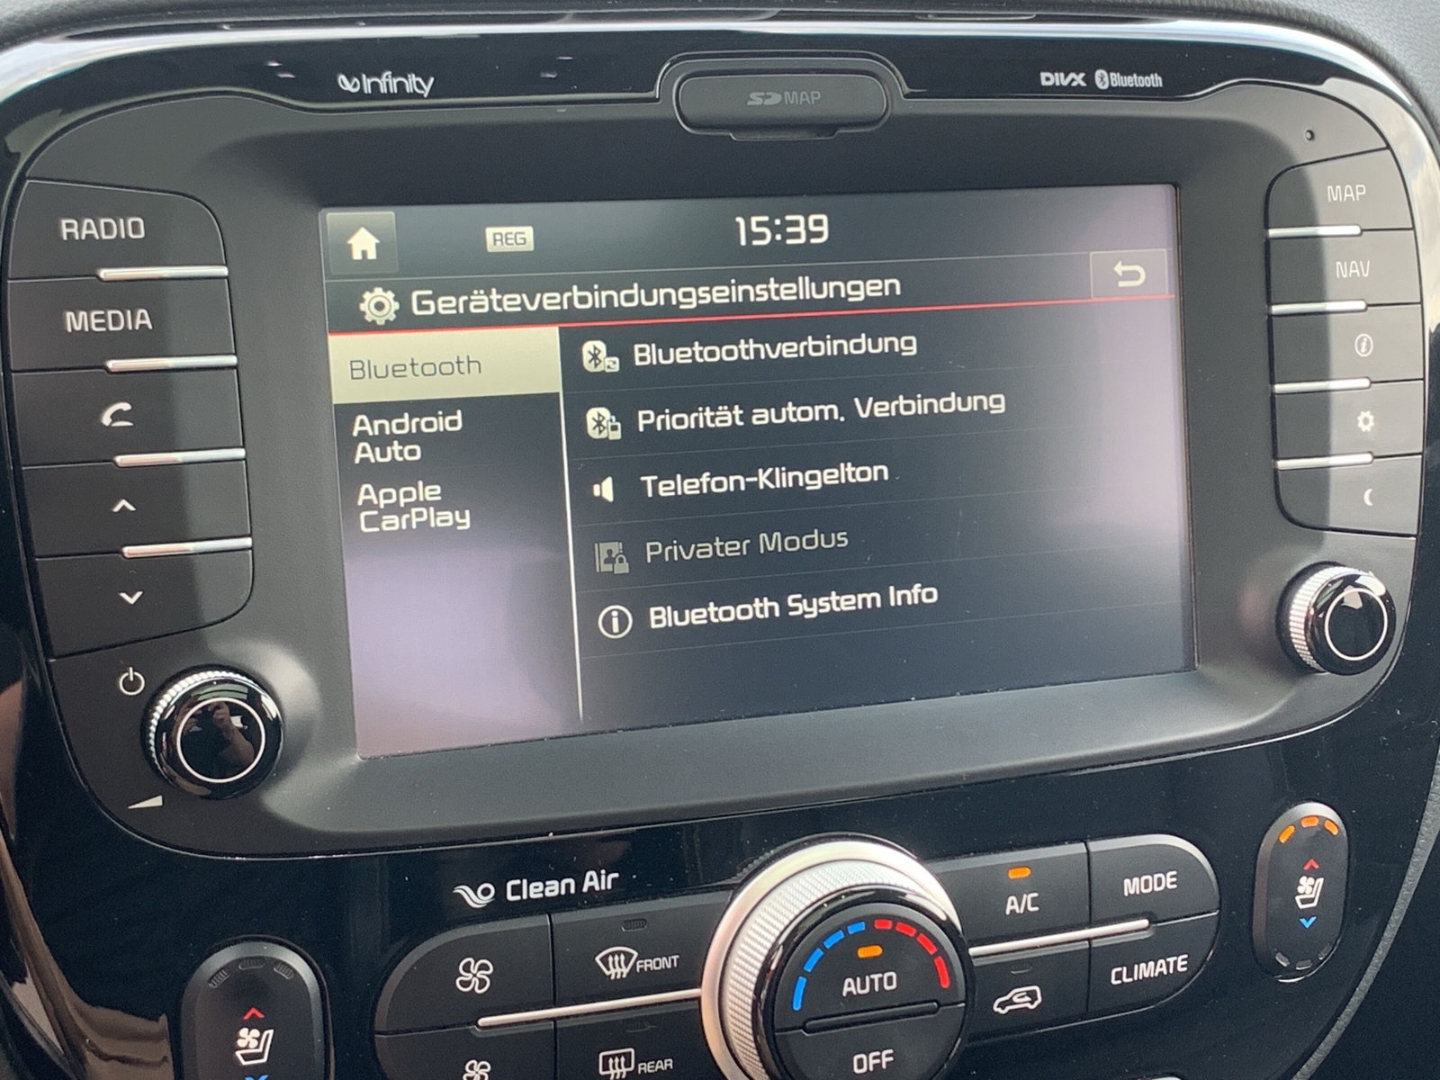 Infinity
SD MAP
DIVX Bluetooth
RADIO
MEDIA
MAP
NAV
REG
15:39
Geräteverbindungseinstellungen
Bluetooth
Android
Auto
Apple
CarPlay
Bluetoothverbindung
Priorität autom. Verbindung
Telefon-Klingelton
Privater Modus
Bluetooth System Info
Clean Air
FRONT
REAR
AUTO
OFF
A/C
MODE
CLIMATE